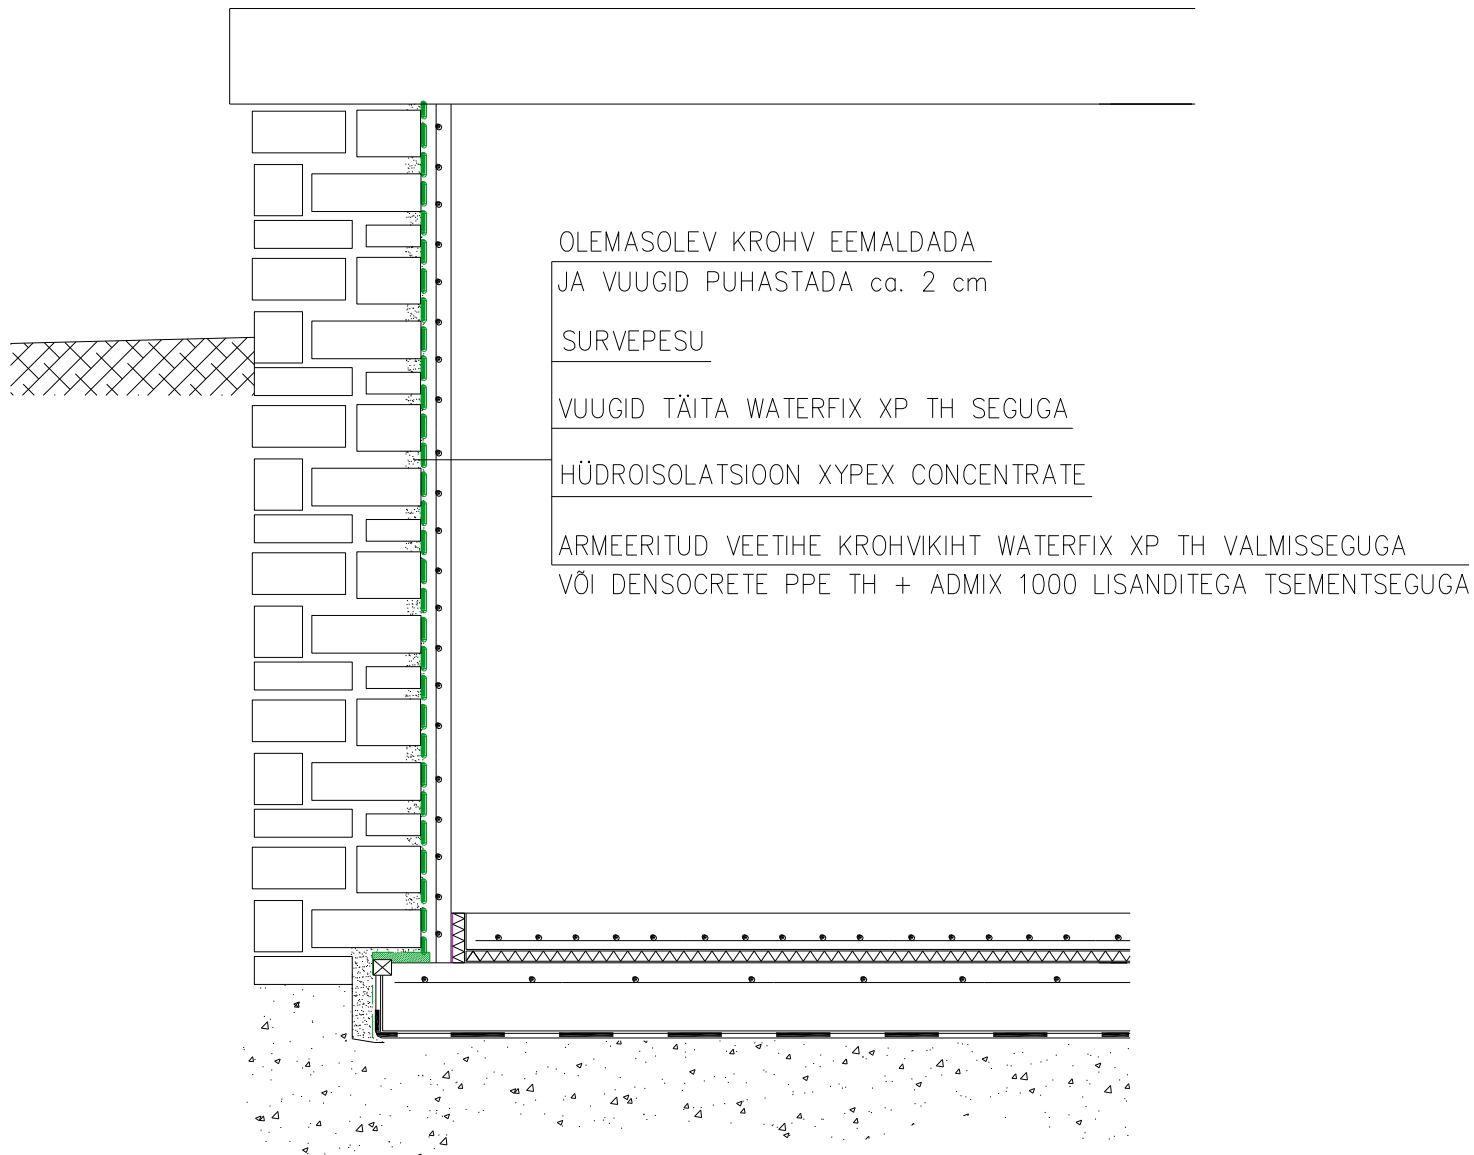 OLEMASOLEV KROHV EEMALDADA
JA VUUGID PUHASTADA ca. 2 cm
SURVEPESU
VUUGID TÄITA WATERFIX XP TH SEGUGA
HÜDROISOLATSIOON XYPEX CONCENTRATE
ARMEERITUD VEETIHE KROHVIKIHT WATERFIX XP TH VALMISSEGUGA
VÕI DENSOCRETE PPE TH + ADMIX 1000 LISANDITEGA TSEMENTSEGUGA